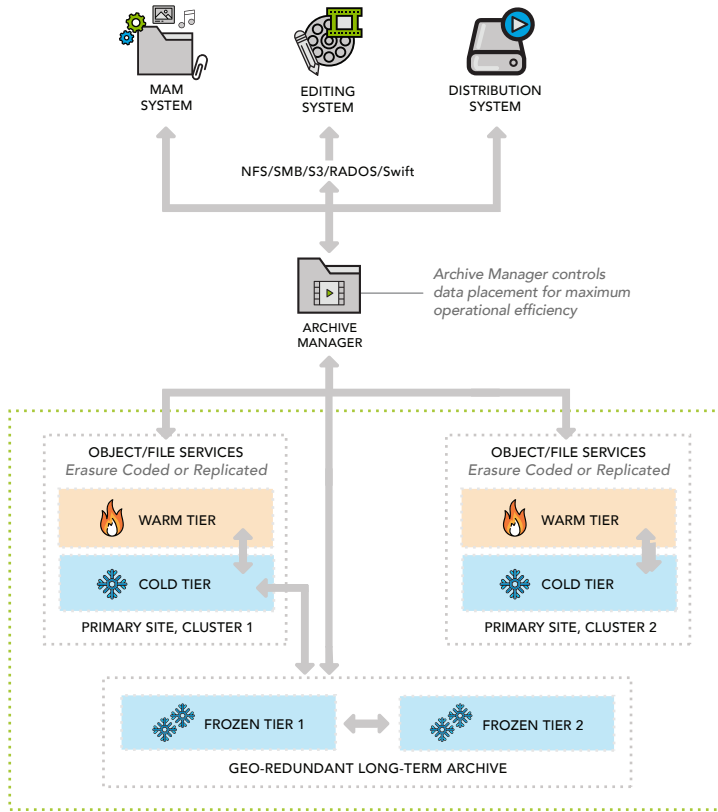 MAM
SYSTEM
EDITING
SYSTEM
DISTRIBUTION
SYSTEM
NFS/SMB/S3/RADOS/Swift
Archive Manager controls
data placement for maximum
operational efficiency
ARCHIVE
MANAGER
OBJECT/FILE SERVICES
Erasure Coded or Replicated
WARM TIER
COLD TIER
PRIMARY SITE, CLUSTER 1
OBJECT/FILE SERVICES
Erasure Coded or Replicated
WARM TIER
COLD TIER
PRIMARY SITE, CLUSTER 2
FROZEN TIER 1
FROZEN TIER 2
GEO-REDUNDANT LONG-TERM ARCHIVE